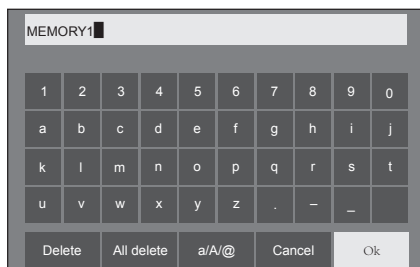 MEMORY1
1 2 3 4 5 6 7 8 9 0
a b c d e f g h i j
k l m n o p q r s t
u v w x y z . – _
Delete All delete a/A/@ Cancel Ok